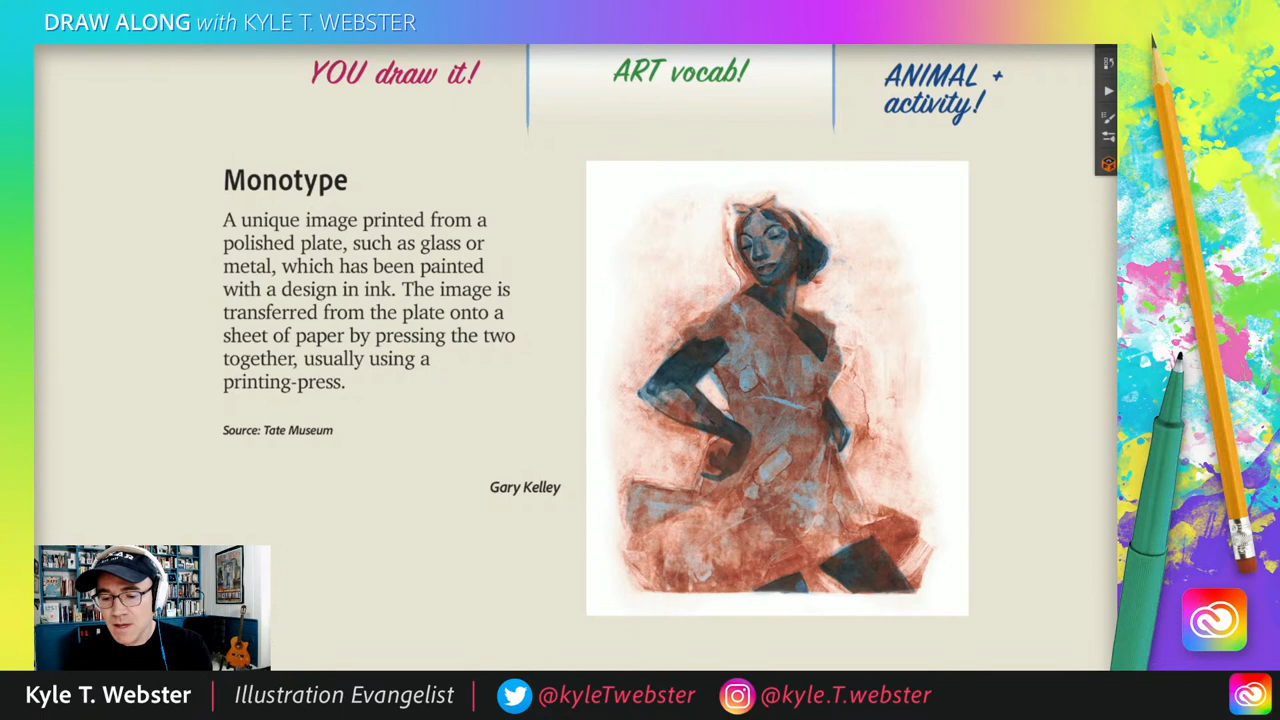 DRAW ALONG with KYLE T. WEBSTER
YOU draw it!
ART vocab!
ANIMAL +
activity!
Monotype
A unique image printed from a
polished plate, such as glass or
metal, which has been painted
with a design in ink. The image is
transferred from the plate onto a
sheet of paper by pressing the two
together, usually using a
printing-press.
Source: Tate Museum
Gary Kelley
Kyle T. Webster | Illustration Evangelist | @kyleTwebster @kyle.T.webster